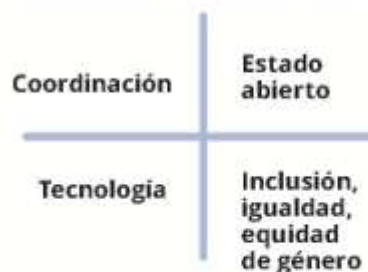 Coordinación
Estado
abierto
Tecnología
Inclusión,
igualdad,
equidad
de género